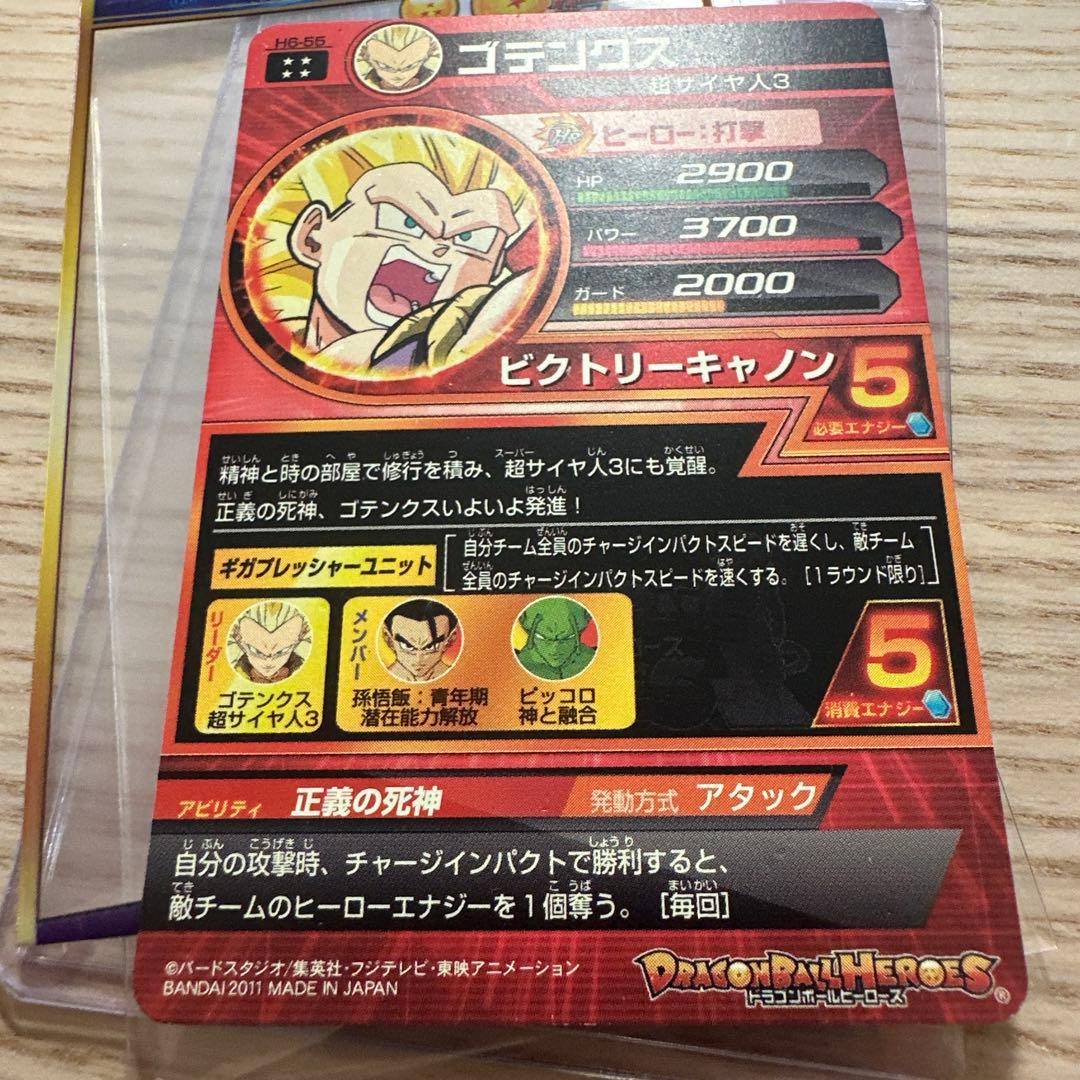 H6-55
ゴテンクス
超サイヤ人3
ヒーロー:打撃
HP 2900
パワー 3700
ガード 2000
ビクトリーキャノン 5
必要エナジー
精神と時の部屋で修行を積み、超サイヤ人3にも覚醒。
正義の死神、ゴテンクスいよいよ発進！
ギガプレッシャーユニット
自分チーム全員のチャージインパクトスピードを遅くし、敵チーム
全員のチャージインパクトスピードを速くする。[1ラウンド限り]
リーダー
ゴテンクス
超サイヤ人3
メンバー
孫悟飯：青年期
潜在能力解放
ピッコロ
神と融合
5
消費エナジー
アビリティ 正義の死神 発動方式 アタック
自分の攻撃時、チャージインパクトで勝利すると、
敵チームのヒーローエナジーを1個奪う。[毎回]
©バードスタジオ/集英社・フジテレビ・東映アニメーション
BANDAI 2011 MADE IN JAPAN
DRAGONBALL HEROES
ドラゴンボールヒーローズ
®